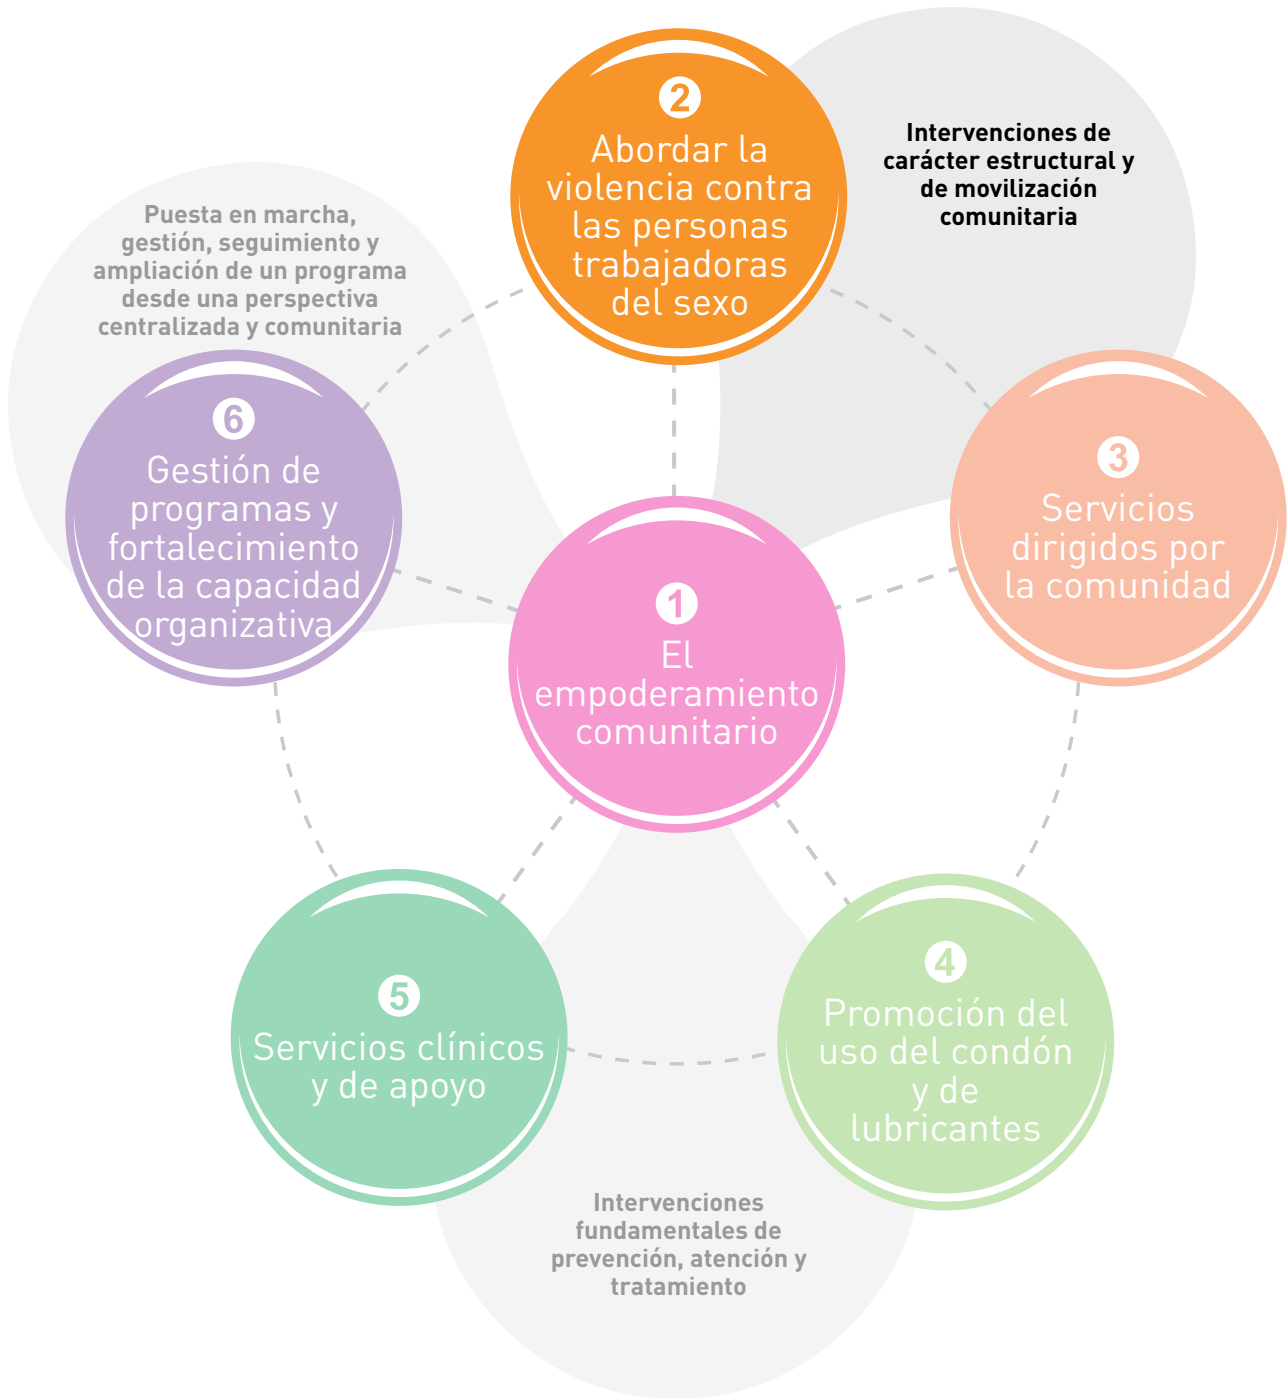 2
Abordar la
violencia contra
las personas
trabajadoras
del sexo
Intervenciones de
carácter estructural y
de movilización
comunitaria
Puesta en marcha,
gestión, seguimiento y
ampliación de un programa
desde una perspectiva
centralizada y comunitaria
6
Gestión de
programas y
fortalecimiento
de la capacidad
organizativa
3
Servicios
dirigidos por
la comunidad
1
El
empoderamiento
comunitario
5
Servicios clínicos
y de apoyo
4
Promoción del
uso del condón
y de
lubricantes
Intervenciones
fundamentales de
prevención, atención y
tratamiento